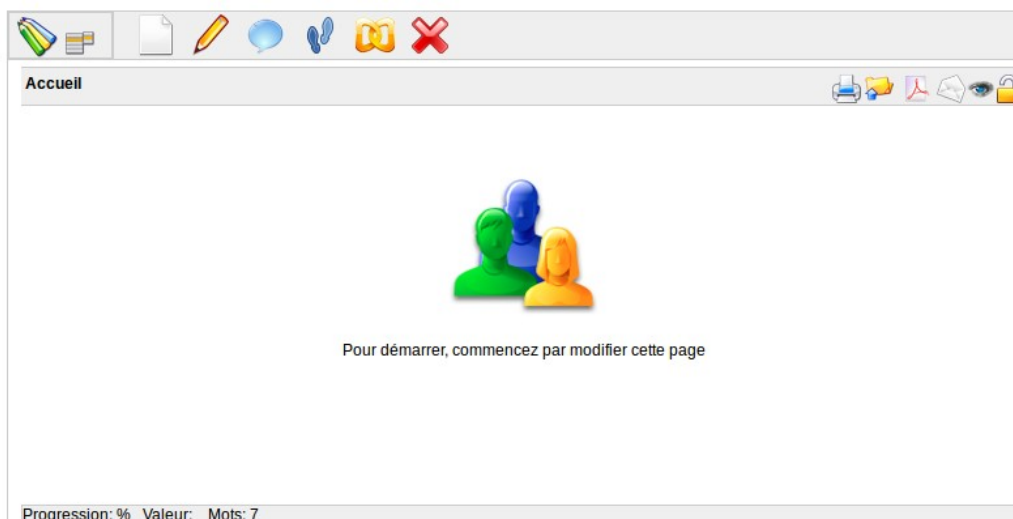 Accueil
Pour démarrer, commencez par modifier cette page
Progression: % Valeur: Mots: 7